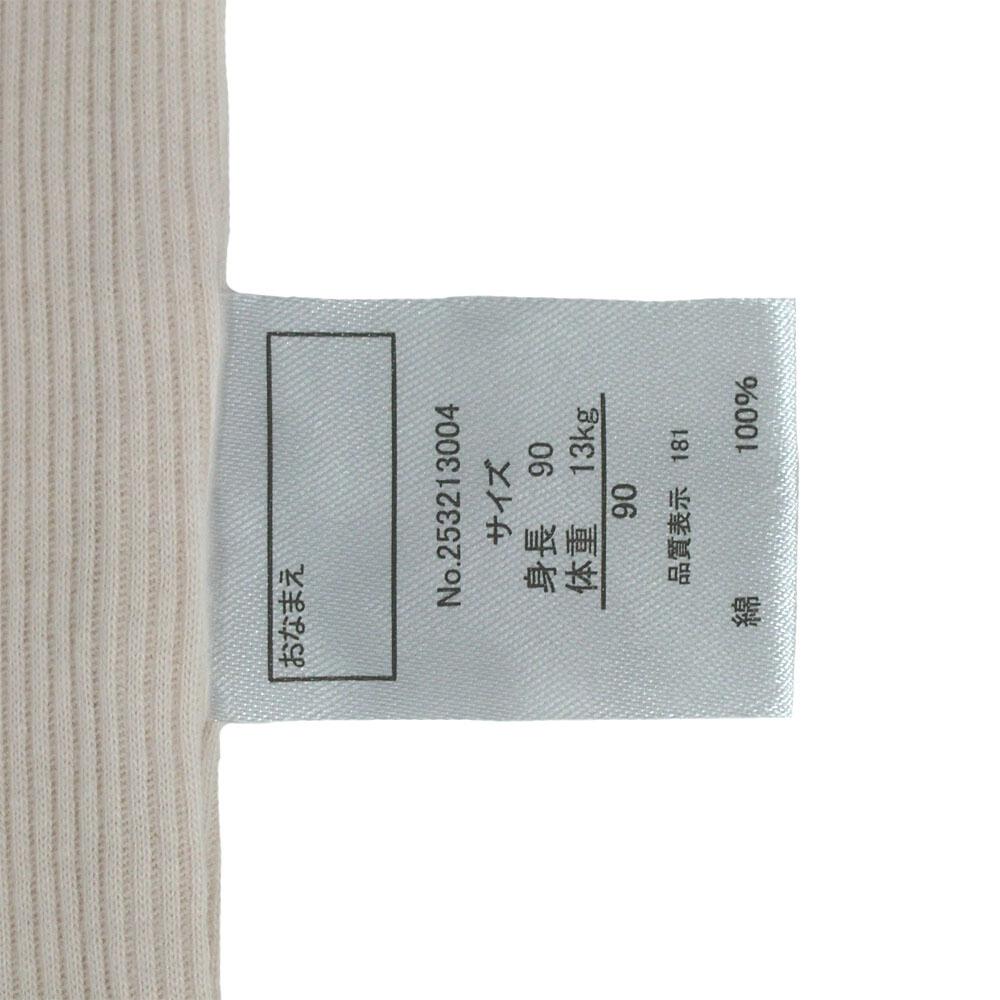 おなまえ
No.253213004
サイズ
身長 90
体重 13kg
90
品質表示 181
綿 100%